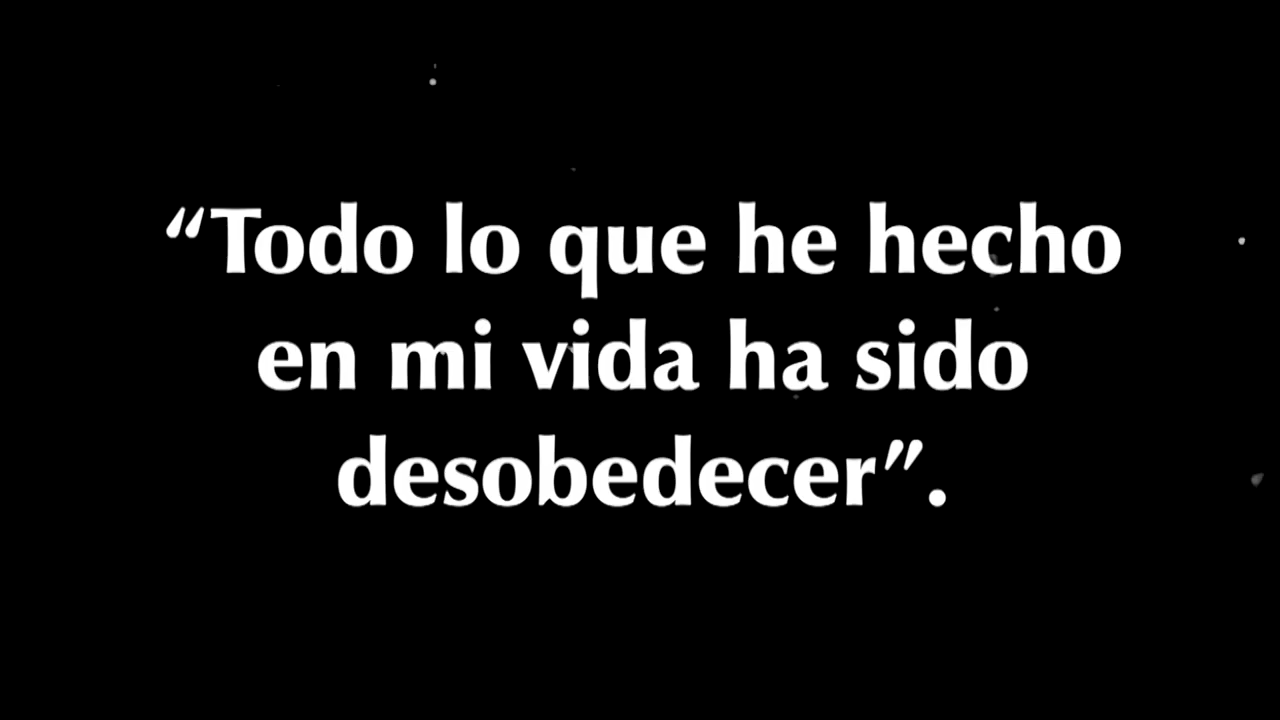 “Todo lo que he hecho
en mi vida ha sido
desobedecer”.